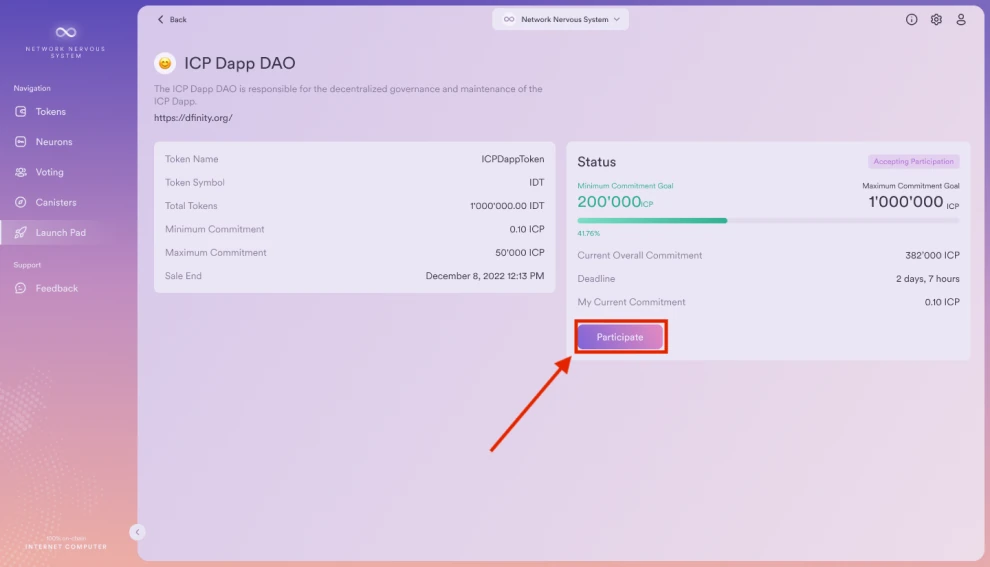 NETWORK NERVOUS
SYSTEM
Navigation
Tokens
Neurons
Voting
Canisters
Launch Pad
Support
Feedback
100% on-chain
INTERNET COMPUTER
Back
Network Nervous System
ICP Dapp DAO
The ICP Dapp DAO is responsible for the decentralized governance and maintenance of the
ICP Dapp.
https://dfinity.org/
Token Name ICPDappToken
Token Symbol IDT
Total Tokens 1'000'000.00 IDT
Minimum Commitment 0.10 ICP
Maximum Commitment 50'000 ICP
Sale End December 8, 2022 12:13 PM
Status Accepting Participation
Minimum Commitment Goal Maximum Commitment Goal
200'000 ICP 1'000'000 ICP
41.76%
Current Overall Commitment 382'000 ICP
Deadline 2 days, 7 hours
My Current Commitment 0.10 ICP
Participate